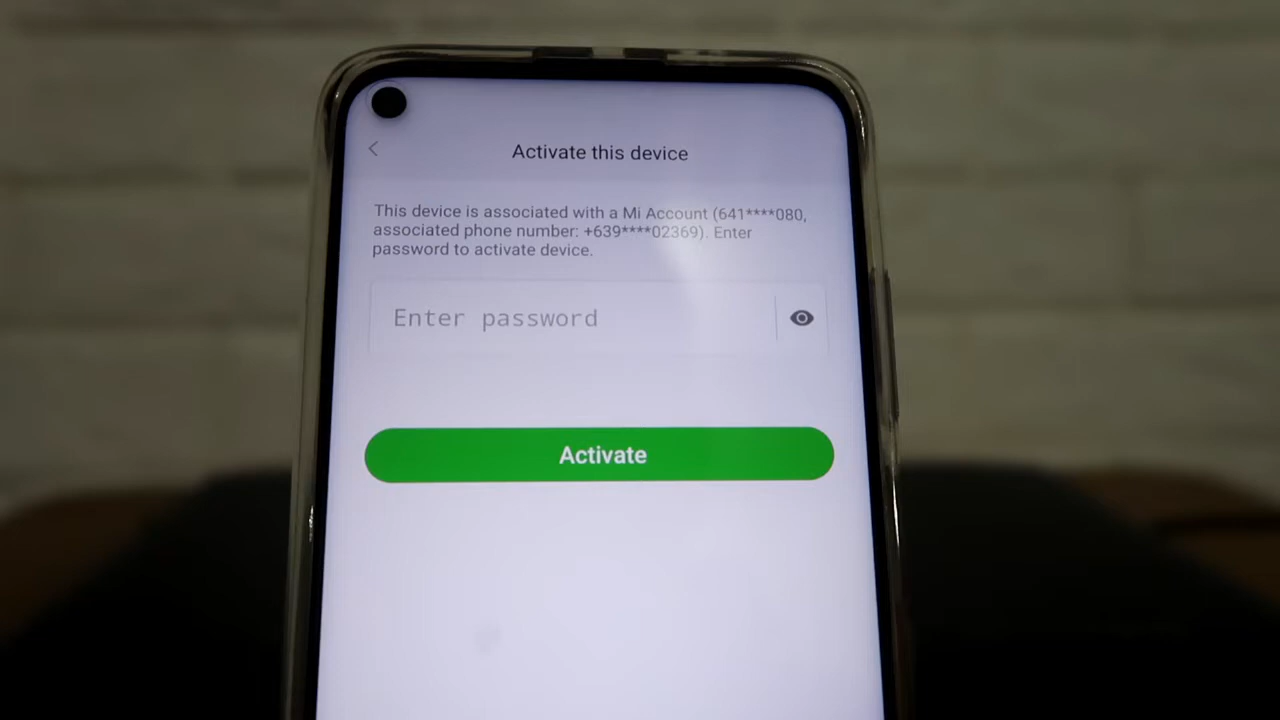 Activate this device
This device is associated with a Mi Account (641****080,
associated phone number: +639****02369). Enter
password to activate device.
Enter password
Activate